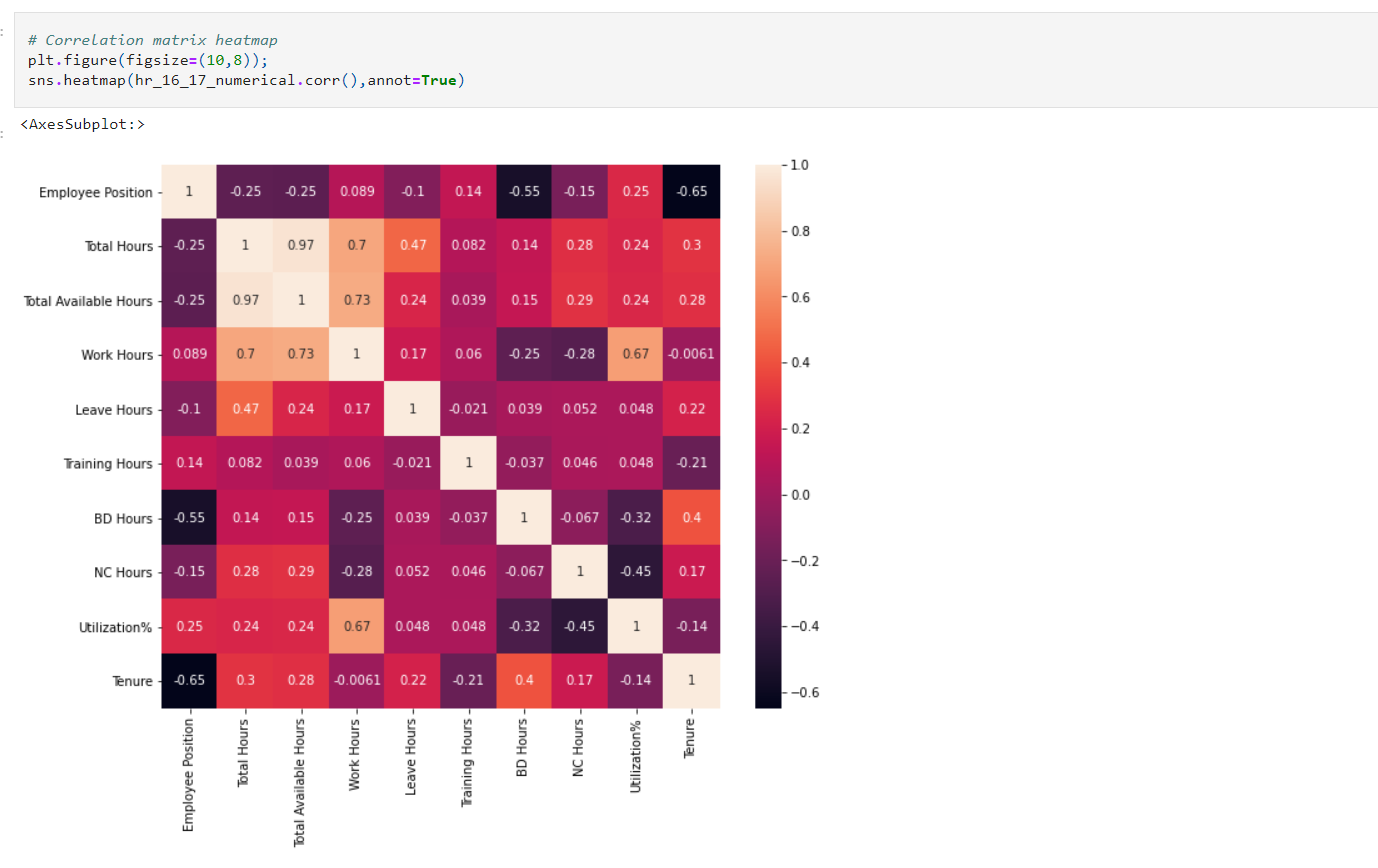 # Correlation matrix heatmap
plt.figure(figsize=(10,8));
sns.heatmap(hr_16_17_numerical.corr(),annot=True)
<AxesSubplot:>
Employee Position 1 -0.25 -0.25 0.089 -0.1 0.14 -0.55 -0.15 0.25 -0.65
Total Hours -0.25 1 0.97 0.7 0.47 0.082 0.14 0.28 0.24 0.3
Total Available Hours -0.25 0.97 1 0.73 0.24 0.039 0.15 0.29 0.24 0.28
Work Hours 0.089 0.7 0.73 1 0.17 0.06 -0.25 -0.28 0.67 -0.0061
Leave Hours -0.1 0.47 0.24 0.17 1 -0.021 0.039 0.052 0.048 0.22
Training Hours 0.14 0.082 0.039 0.06 -0.021 1 -0.037 0.046 0.048 -0.21
BD Hours -0.55 0.14 0.15 -0.25 0.039 -0.037 1 -0.067 -0.32 0.4
NC Hours -0.15 0.28 0.29 -0.28 0.052 0.046 -0.067 1 -0.45 0.17
Utilization% 0.25 0.24 0.24 0.67 0.048 0.048 -0.32 -0.45 1 -0.14
Tenure -0.65 0.3 0.28 -0.0061 0.22 -0.21 0.4 0.17 -0.14 1
Employee Position
Total Hours
Total Available Hours
Work Hours
Leave Hours
Training Hours
BD Hours
NC Hours
Utilization%
Tenure
1.0
0.8
0.6
0.4
0.2
0.0
−0.2
−0.4
−0.6